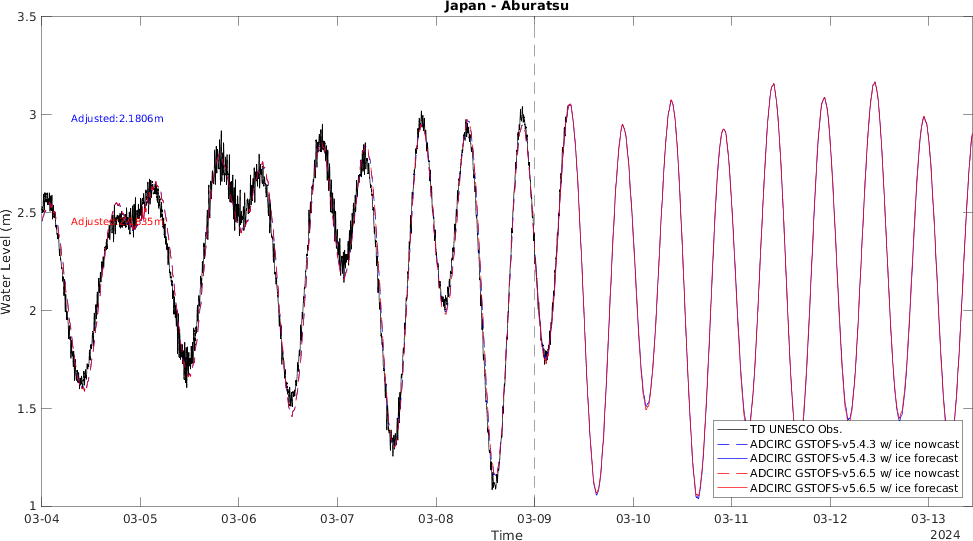 Japan - Aburatsu
3.5
3
2.5
2
1.5
1
Water Level (m)
Adjusted:2.1806m
Adjusted
35m
03-04
03-05
03-06
03-07
03-08
03-09
03-10
03-11
03-12
03-13
Time
2024
TD UNESCO Obs.
ADCIRC GSTOFS-v5.4.3 w/ ice nowcast
ADCIRC GSTOFS-v5.4.3 w/ ice forecast
ADCIRC GSTOFS-v5.6.5 w/ ice nowcast
ADCIRC GSTOFS-v5.6.5 w/ ice forecast